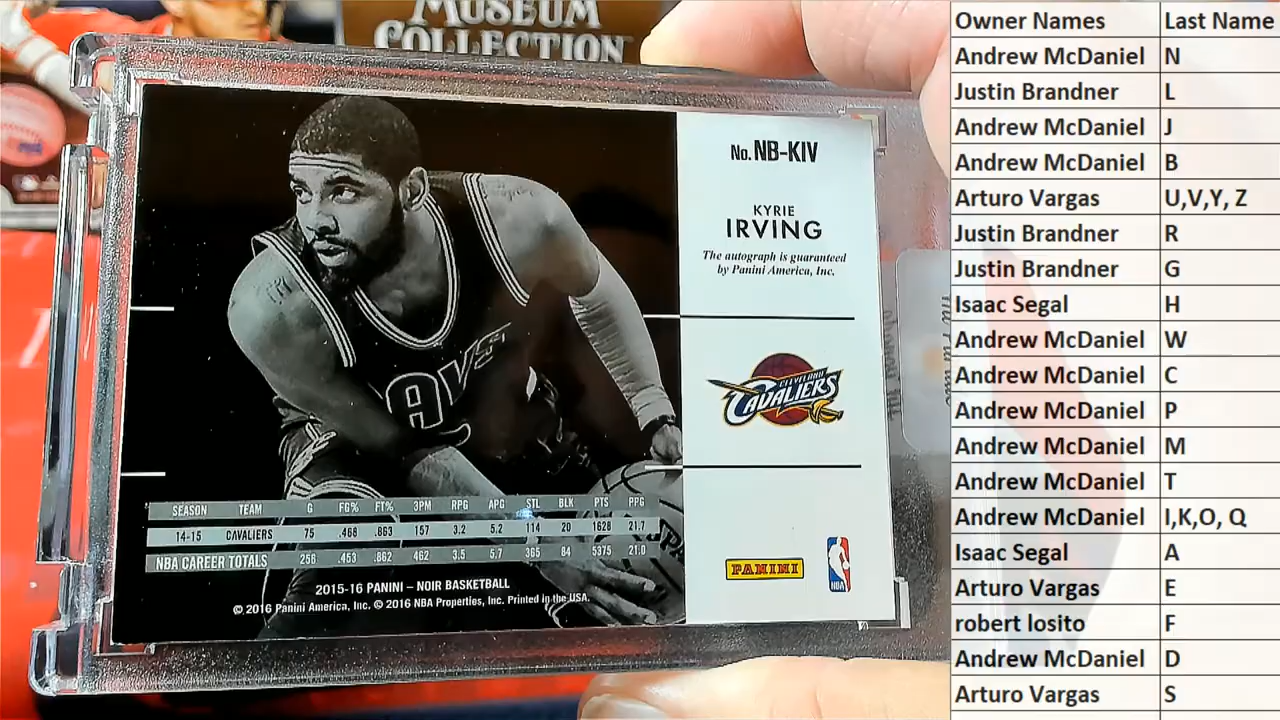 MUSEUM
COLLECTION
No. NB-KIV
KYRIE
IRVING
The autograph is guaranteed
by Panini America, Inc.
CLEVELAND
CAVALIERS
CAVS
SEASON TEAM G FG% FT% 3PM RPG APG STL BLK PTS PPG
14-15 CAVALIERS 75 .468 .863 157 3.2 5.2 114 20 1628 21.7
NBA CAREER TOTALS 256 .453 .862 462 3.5 5.7 365 84 5375 21.0
2015-16 PANINI – NOIR BASKETBALL
© 2016 Panini America, Inc. © 2016 NBA Properties, Inc. Printed in the USA.
PANINI
NBA
Owner Names Last Name
Andrew McDaniel N
Justin Brandner L
Andrew McDaniel J
Andrew McDaniel B
Arturo Vargas U,V,Y, Z
Justin Brandner R
Justin Brandner G
Isaac Segal H
Andrew McDaniel W
Andrew McDaniel C
Andrew McDaniel P
Andrew McDaniel M
Andrew McDaniel T
Andrew McDaniel I,K,O, Q
Isaac Segal A
Arturo Vargas E
robert losito F
Andrew McDaniel D
Arturo Vargas S